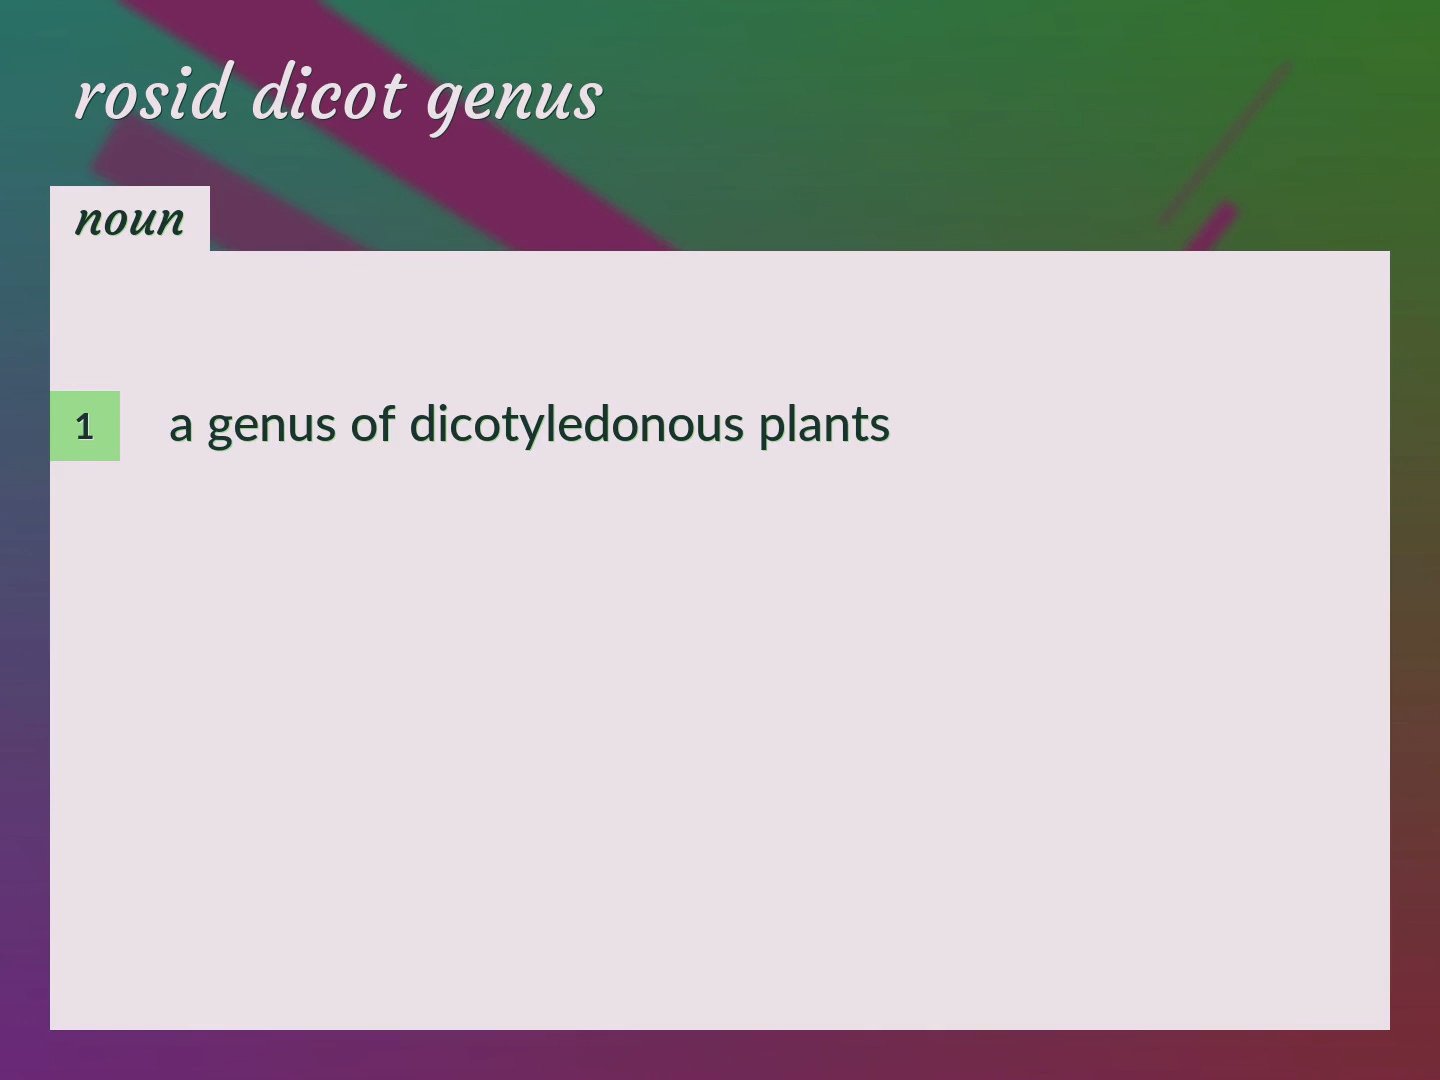 rosid dicot genus
noun
1 a genus of dicotyledonous plants